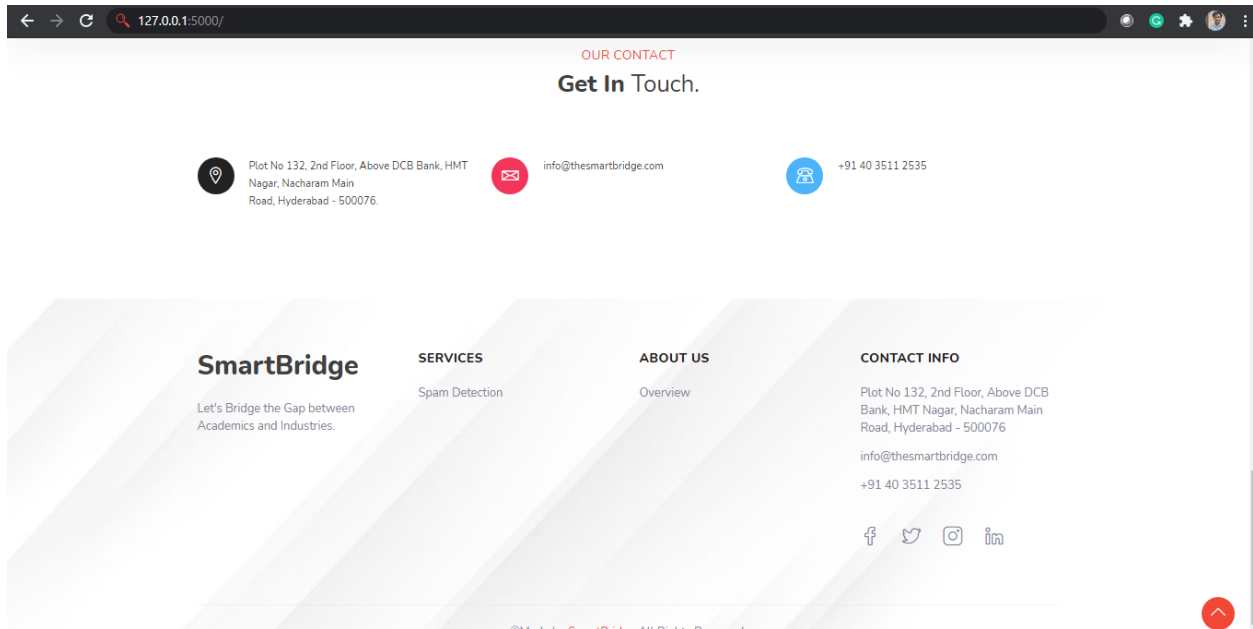 127.0.0.1:5000/
OUR CONTACT
Get In Touch.
Plot No 132, 2nd Floor, Above DCB Bank, HMT
Nagar, Nacharam Main
Road, Hyderabad - 500076.
info@thesmartbridge.com
+91 40 3511 2535
SmartBridge
Let's Bridge the Gap between
Academics and Industries.
SERVICES
Spam Detection
ABOUT US
Overview
CONTACT INFO
Plot No 132, 2nd Floor, Above DCB
Bank, HMT Nagar, Nacharam Main
Road, Hyderabad - 500076
info@thesmartbridge.com
+91 40 3511 2535